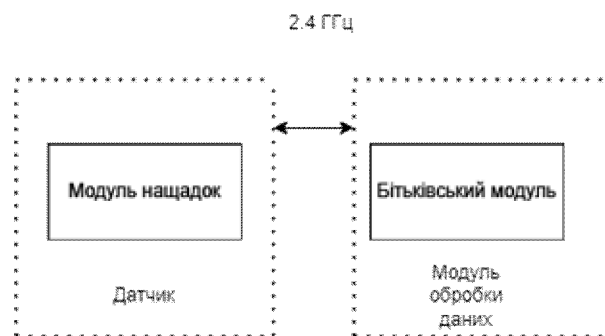 2.4 ГГц
Модуль нащадок
Бітьківський модуль
Датчик
Модуль
обробки
даних